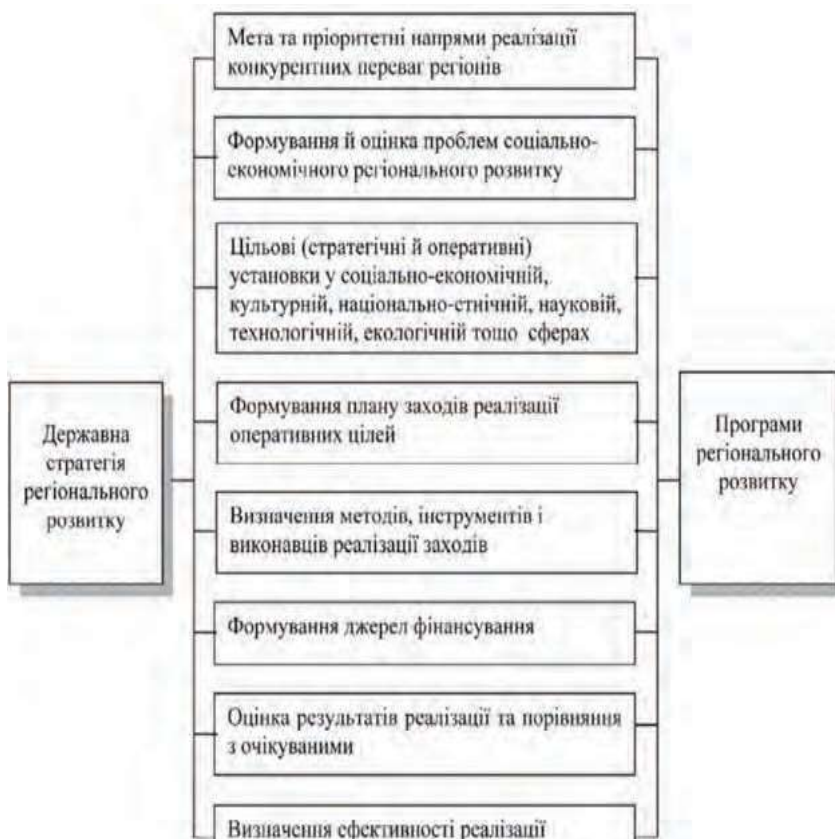 Мета та пріоритетні напрями реалізації
конкурентних переваг регіонів
Формування й оцінка проблем соціально-
економічного регіонального розвитку
Цільові (стратегічні й оперативні)
установки у соціально-економічній,
культурній, національно-етнічній, науковій,
технологічній, екологічній тощо сферах
Державна
стратегія
регіонального
розвитку
Формування плану заходів реалізації
оперативних цілей
Програми
регіонального
розвитку
Визначення методів, інструментів і
виконавців реалізації заходів
Формування джерел фінансування
Оцінка результатів реалізації та порівняння
з очікуваними
Визначення ефективності реалізації